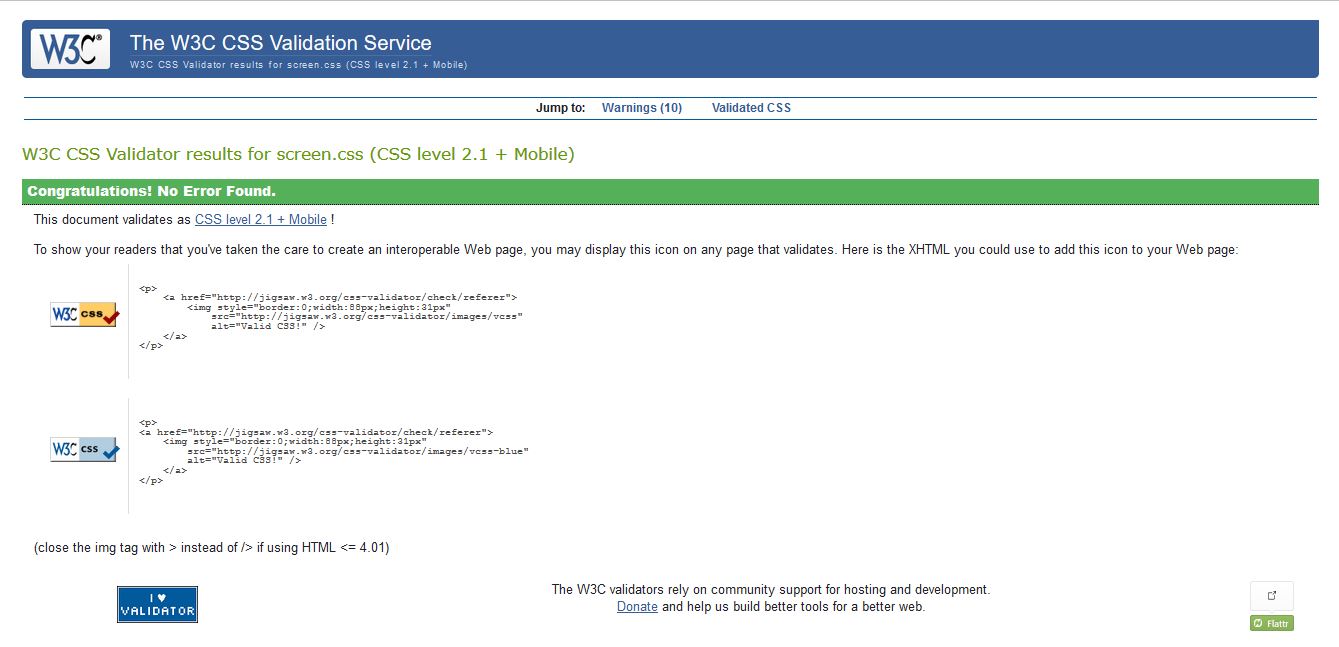 W3C®
The W3C CSS Validation Service
W3C CSS Validator results for screen.css (CSS level 2.1 + Mobile)
Jump to: Warnings (10) Validated CSS
W3C CSS Validator results for screen.css (CSS level 2.1 + Mobile)
Congratulations! No Error Found.
This document validates as CSS level 2.1 + Mobile !
To show your readers that you've taken the care to create an interoperable Web page, you may display this icon on any page that validates. Here is the XHTML you could use to add this icon to your Web page:
W3C css
<p>
<a href="http://jigsaw.w3.org/css-validator/check/referer">
<img style="border:0;width:88px;height:31px"
src="http://jigsaw.w3.org/css-validator/images/vcss"
alt="Valid CSS!" />
</a>
</p>
W3C css
<p>
<a href="http://jigsaw.w3.org/css-validator/check/referer">
<img style="border:0;width:88px;height:31px"
src="http://jigsaw.w3.org/css-validator/images/vcss-blue"
alt="Valid CSS!" />
</a>
</p>
(close the img tag with > instead of /> if using HTML <= 4.01)
I ♥
VALIDATOR
The W3C validators rely on community support for hosting and development.
Donate and help us build better tools for a better web.
Flattr